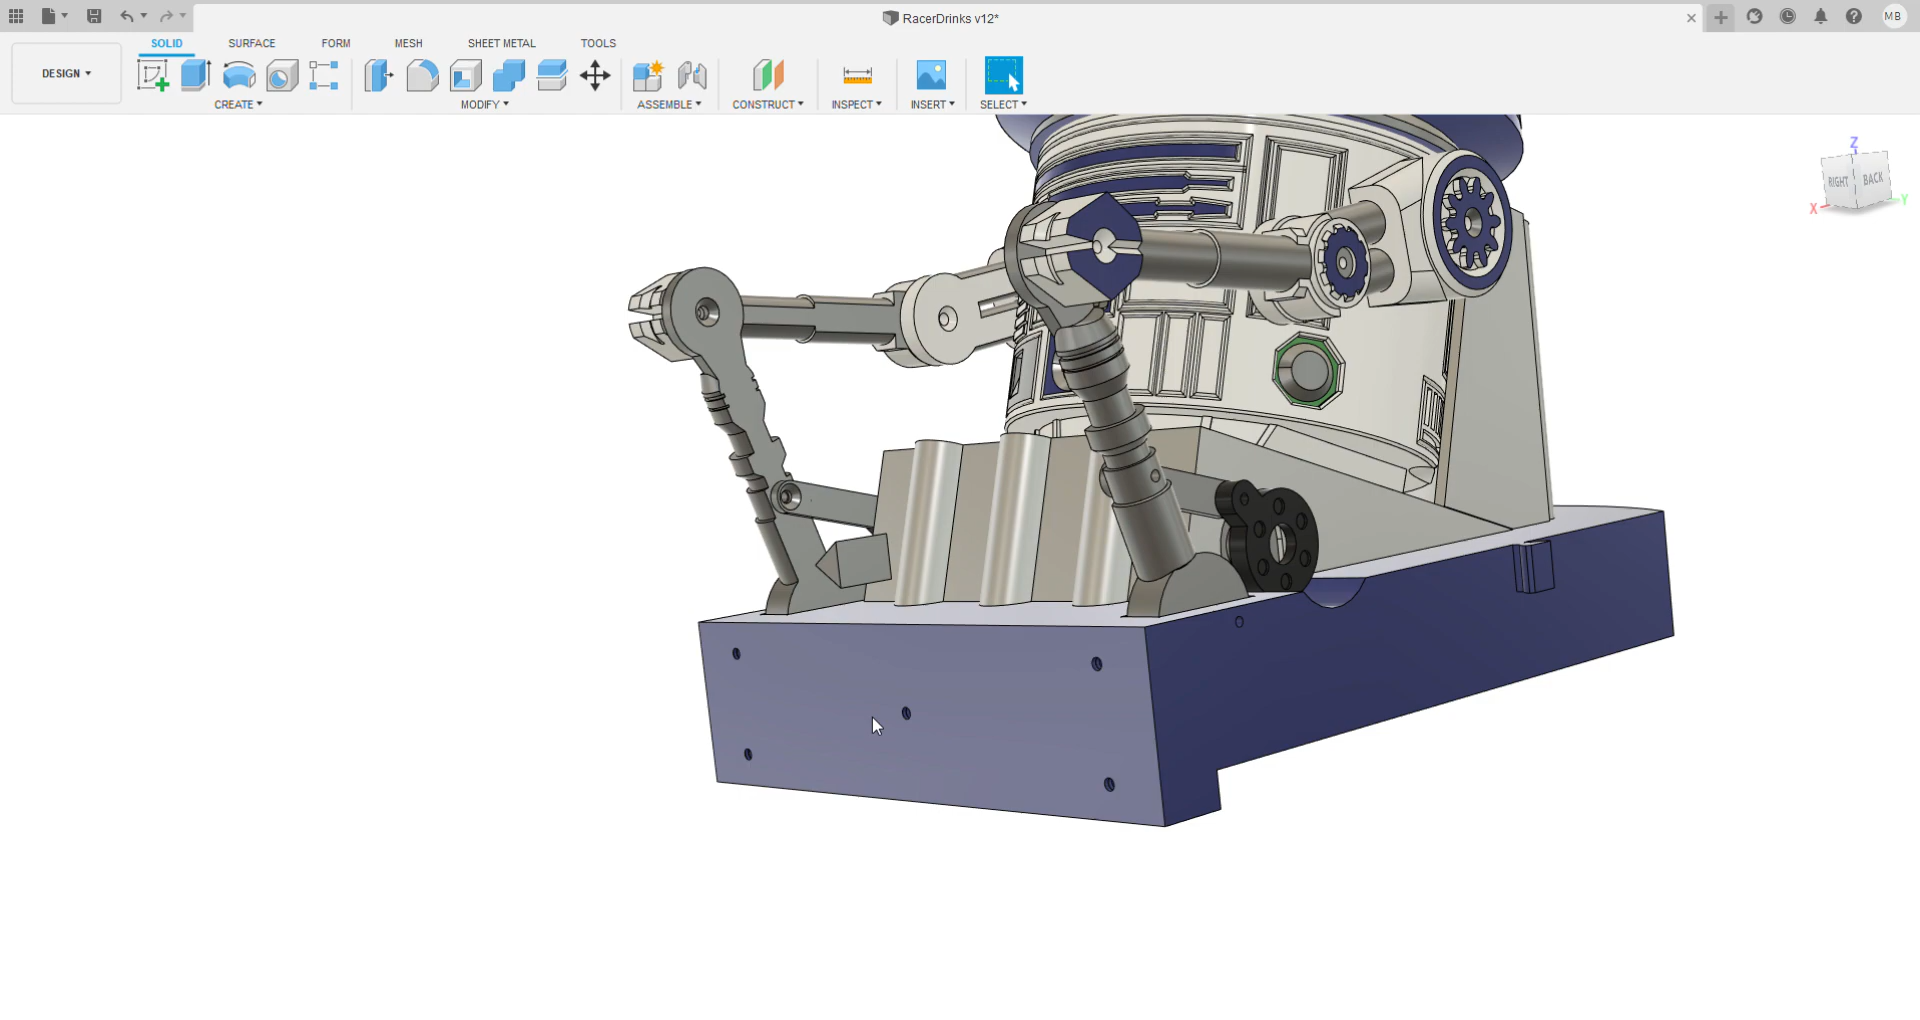 RacerDrinks v12*
MB
SOLID SURFACE FORM MESH SHEET METAL TOOLS
DESIGN
CREATE MODIFY ASSEMBLE CONSTRUCT INSPECT INSERT SELECT
Z
RIGHT BACK
X Y